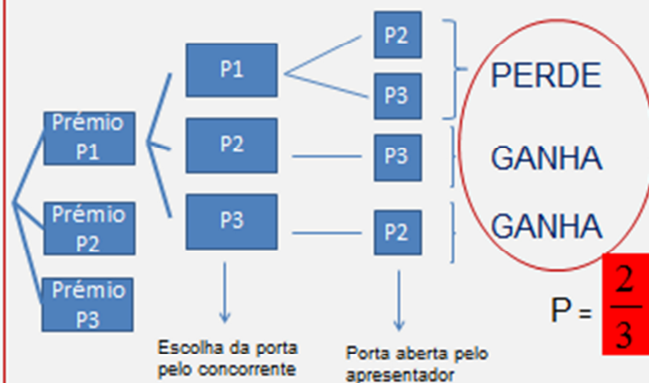 P2
P1
PERDE
P3
Prémio
P1
P2
P3
GANHA
Prémio
P2
P3
P2
GANHA
Prémio
P3
P = 2/3
Escolha da porta
pelo concorrente
Porta aberta pelo
apresentador